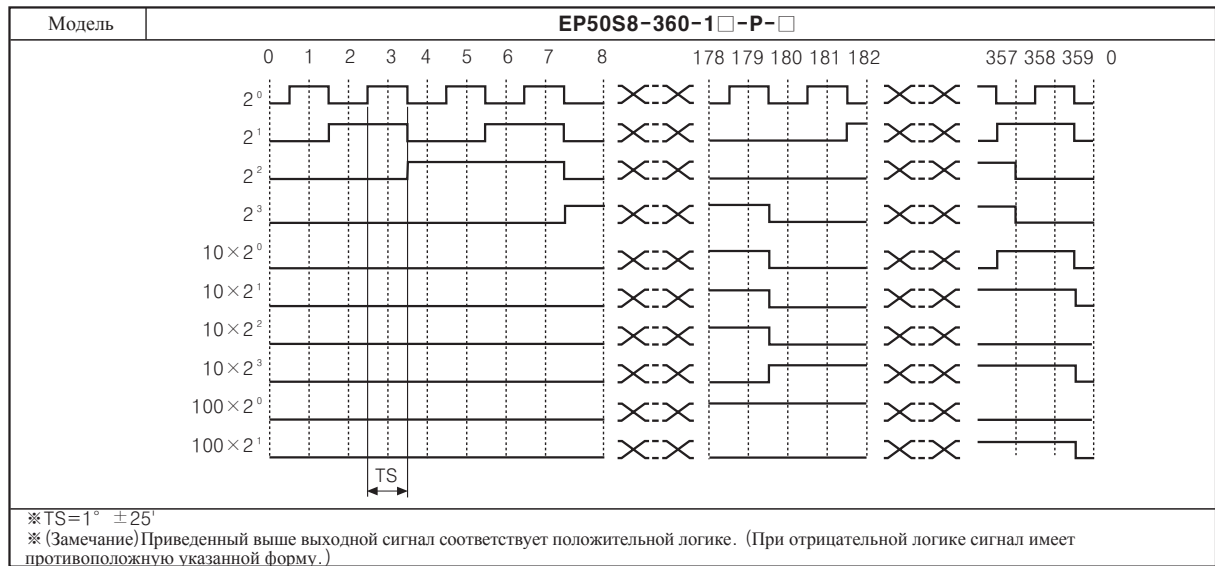 Модель EP50S8-360-1□-P-□
0 1 2 3 4 5 6 7 8 178 179 180 181 182 357 358 359 0
2⁰
2¹
2²
2³
10×2⁰
10×2¹
10×2²
10×2³
100×2⁰
100×2¹
TS
※TS=1° ±25'
※(Замечание)Приведенный выше выходной сигнал соответствует положительной логике. (При отрицательной логике сигнал имеет
противоположную указанной форму.)